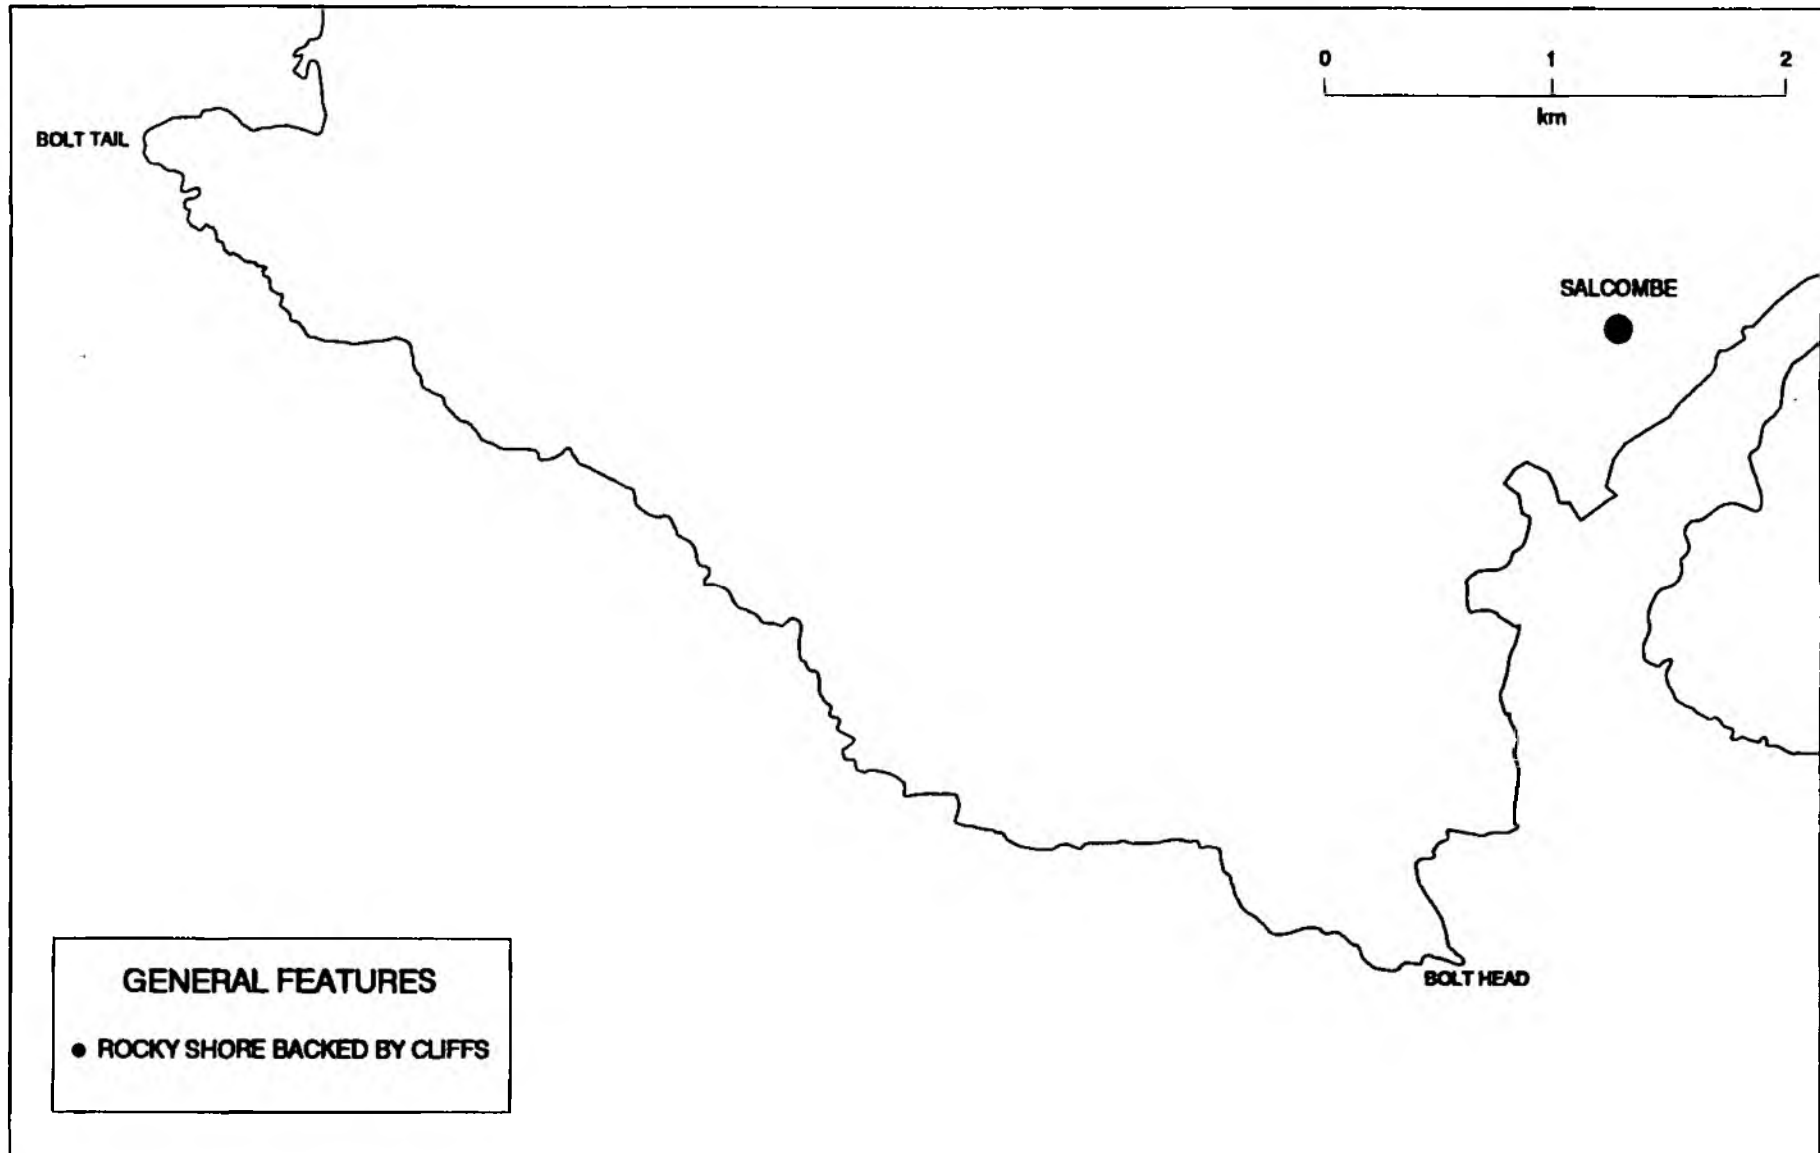 0 1 2
km
BOLT TAIL
SALCOMBE
BOLT HEAD
GENERAL FEATURES
● ROCKY SHORE BACKED BY CLIFFS